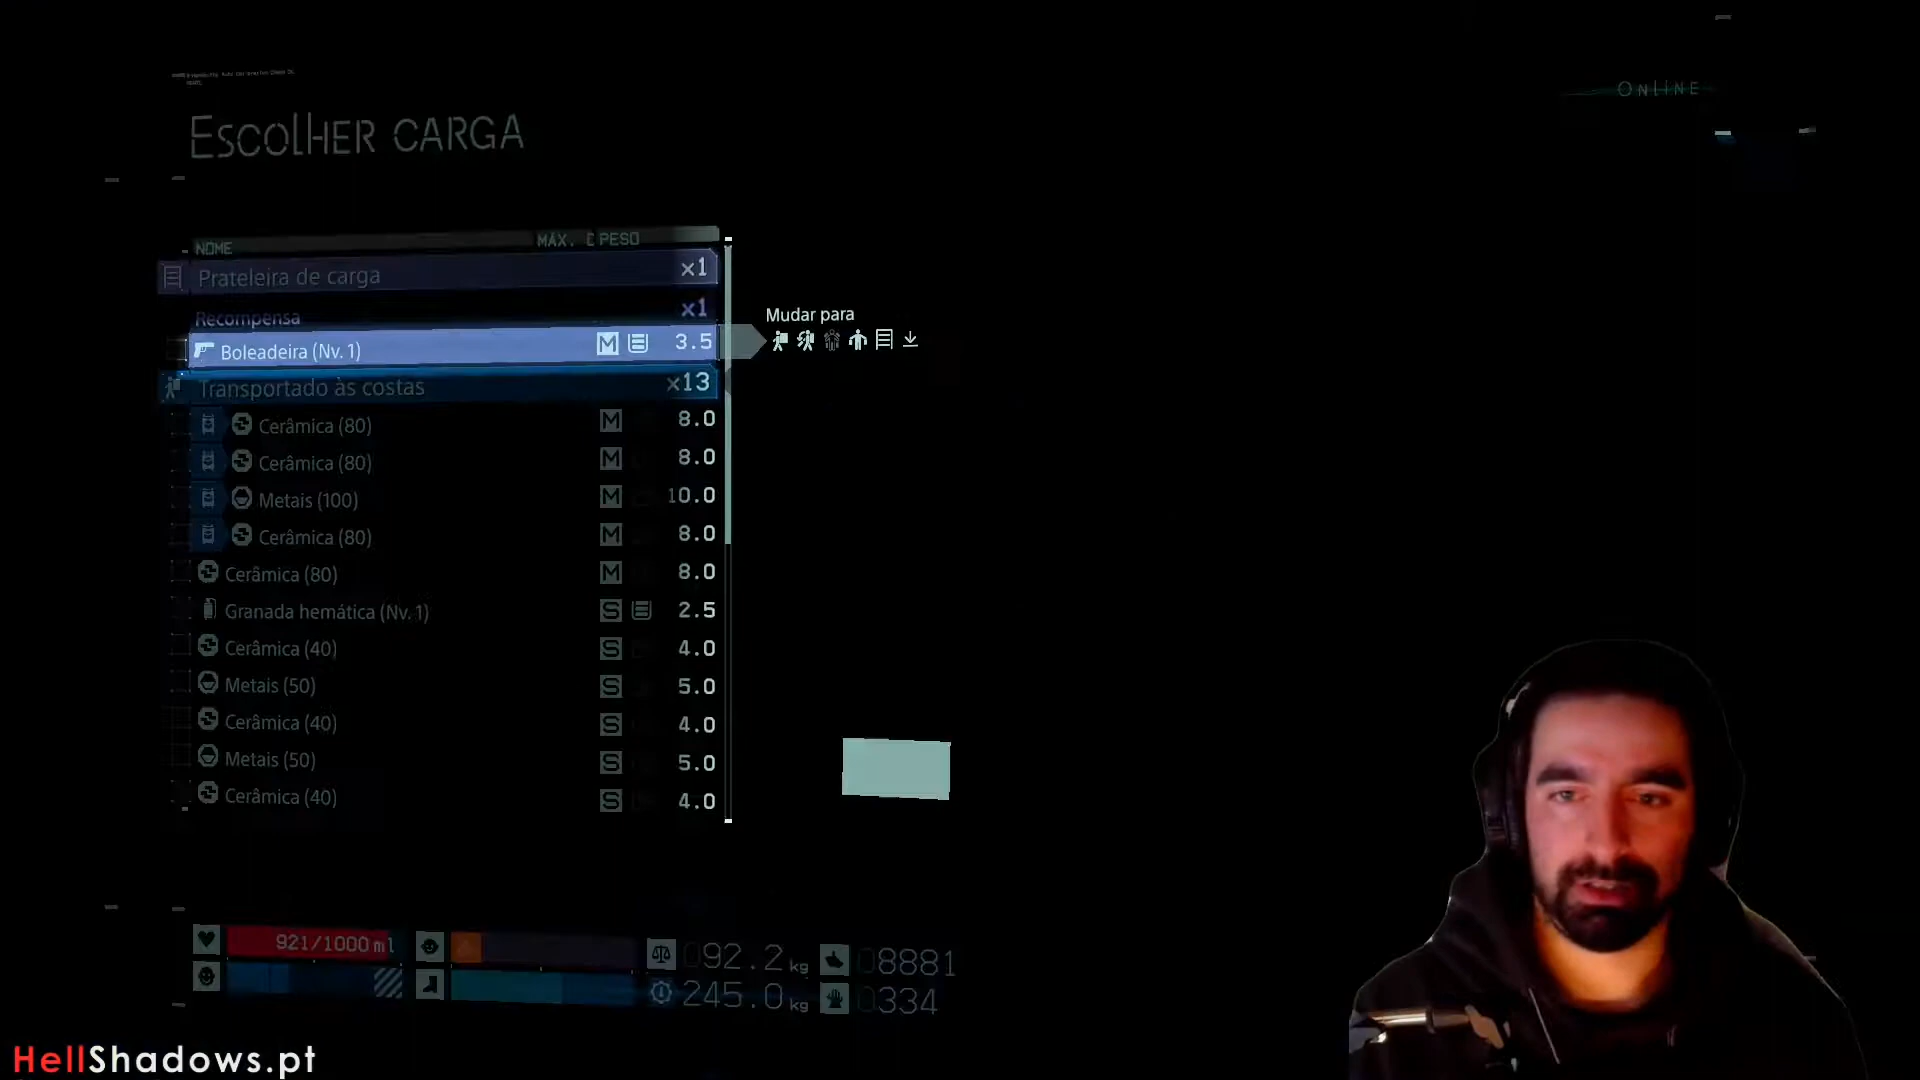 ONLINE
ESCOLHER CARGA
NOME MÁX. D PESO
Prateleira de carga x1
Recompensa x1
Boleadeira (Nv. 1) M 3.5
Mudar para
Transportado às costas x13
Cerâmica (80) M 8.0
Cerâmica (80) M 8.0
Metais (100) M 10.0
Cerâmica (80) M 8.0
Cerâmica (80) M 8.0
Granada hemática (Nv. 1) S 2.5
Cerâmica (40) S 4.0
Metais (50) S 5.0
Cerâmica (40) S 4.0
Metais (50) S 5.0
Cerâmica (40) S 4.0
921/1000 ml 092.2 kg 08881
245.0 kg 0334
HellShadows.pt